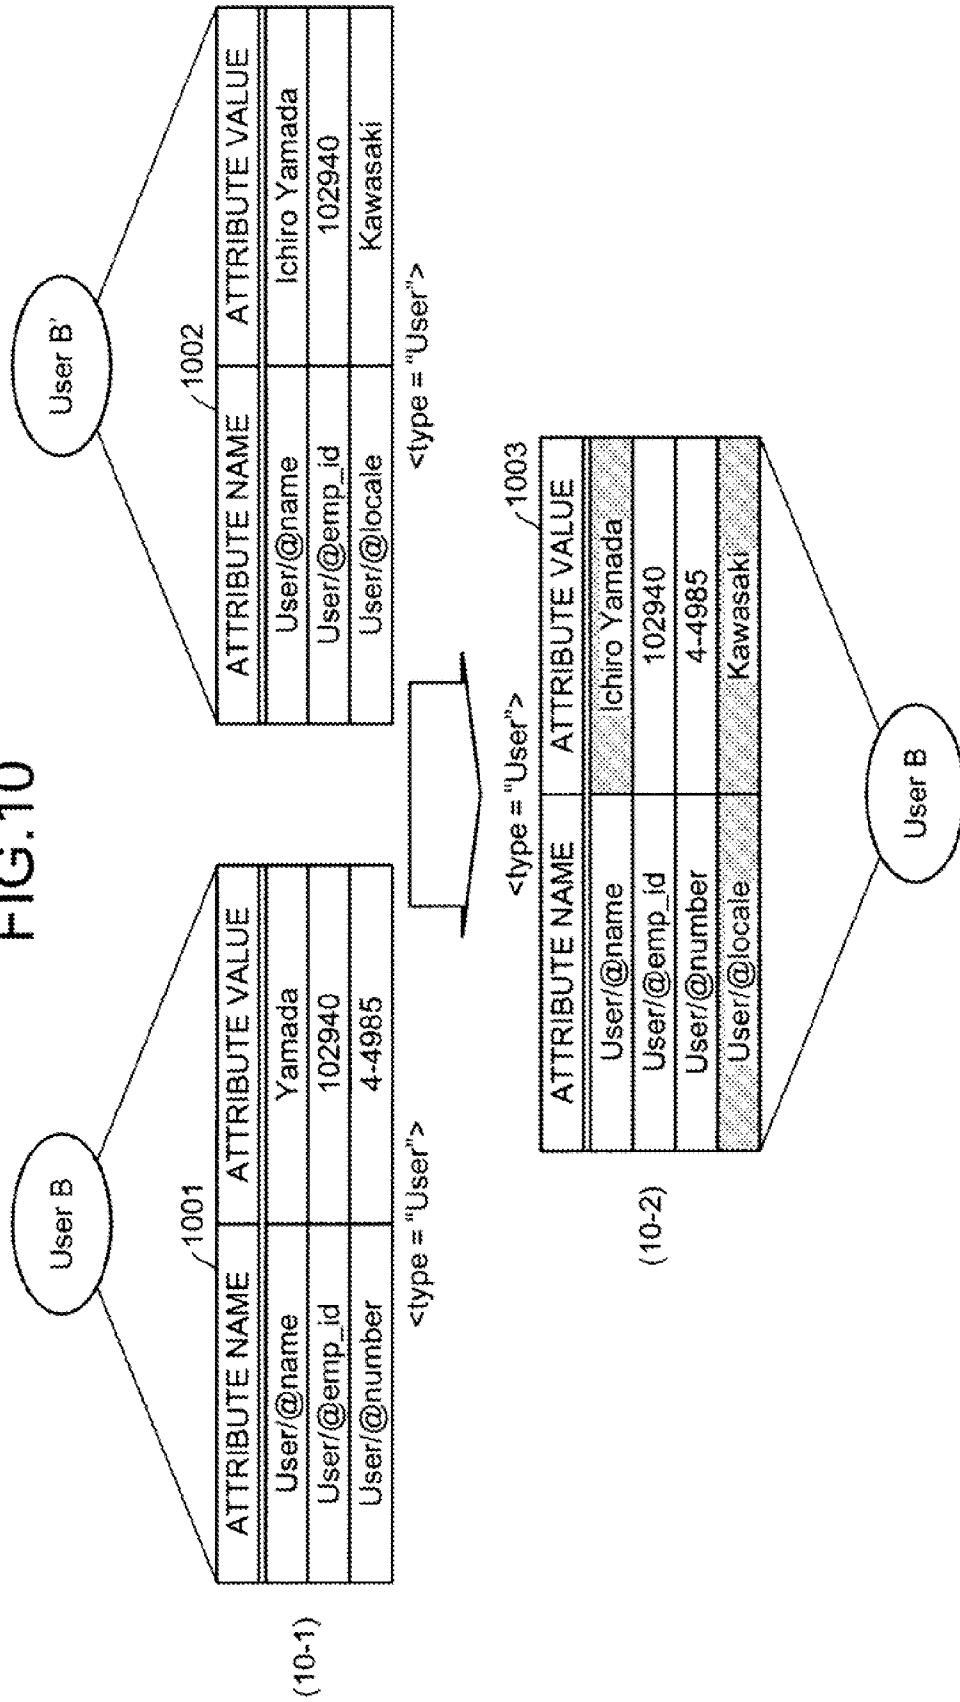 FIG.10
(10-1)
User B
1001
ATTRIBUTE NAME ATTRIBUTE VALUE
User/@name Yamada
User/@emp_id 102940
User/@number 4-4985
<type = "User">
User B'
1002
ATTRIBUTE NAME ATTRIBUTE VALUE
User/@name Ichiro Yamada
User/@emp_id 102940
User/@locale Kawasaki
<type = "User">
(10-2)
<type = "User">
1003
ATTRIBUTE NAME ATTRIBUTE VALUE
User/@name Ichiro Yamada
User/@emp_id 102940
User/@number 4-4985
User/@locale Kawasaki
User B